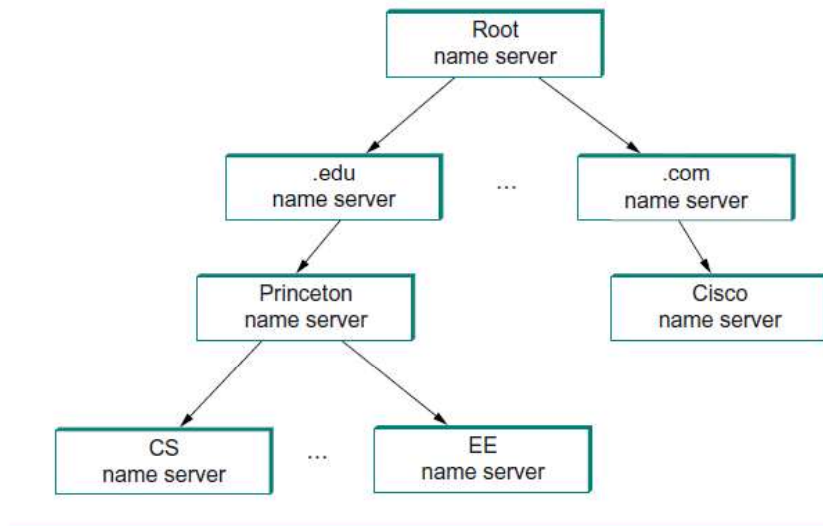 Root
name server
.edu
name server
...
.com
name server
Princeton
name server
Cisco
name server
CS
name server
...
EE
name server